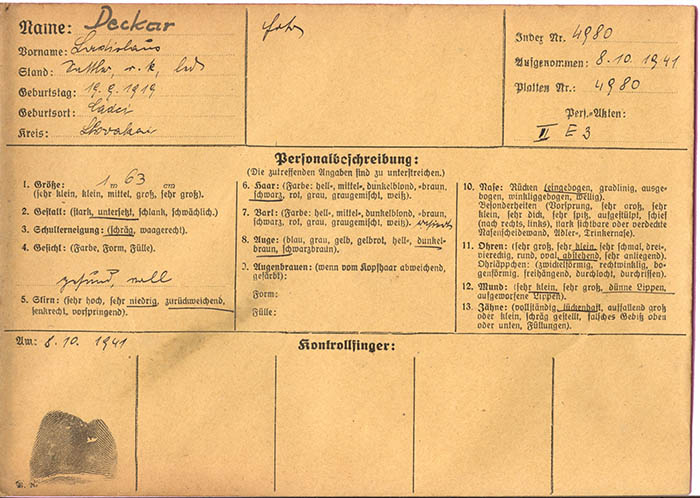 Name: Deckar
Vorname: Ladislaus
Stand: Sattler, r. k., led
Geburtstag: 19. 9. 1919
Geburtsort: Čadci
Kreis: Slovakai
Index Nr. 4980
Aufgenommen: 8. 10. 1941
Platten Nr.: 4980
Pers.-Akten:
II E 3
Personalbeschreibung:
(Die zutreffenden Angaben sind zu unterstreichen.)
1. Größe: 1 m 63 cm
(sehr klein, klein, mittel, groß, sehr groß).
2. Gestalt: (stark, untersetzt, schlank, schwächlich.)
3. Schulterneigung: (schräg, waagerecht).
4. Gesicht: (Farbe, Form, Fülle).
gesund, voll
5. Stirn: (sehr hoch, sehr niedrig, zurückweichend,
senkrecht, vorspringend).
6. Haar: (Farbe: hell-, mittel-, dunkelblond, -braun,
schwarz, rot, grau, graugemischt, weiß).
7. Bart: (Farbe: hell-, mittel-, dunkelblond, -braun,
schwarz, rot, grau, graugemischt, weiß).
8. Auge: (blau, grau, gelb, gelbrot, hell-, dunkel-
braun, schwarzbraun).
9. Augenbrauen: (wenn vom Kopfhaar abweichend,
gefärbt):
Form:
Fülle:
10. Nase: Rücken (eingebogen, gradlinig, ausge-
bogen, winkliggebogen, wellig).
Besonderheiten (Vorsprung, sehr groß, sehr
klein, sehr dick, sehr spitz, aufgestülpt, schief
(nach rechts, links), stark sichtbare oder verdeckte
Nasenscheidewand, Adler-, Trinkernase).
11. Ohren: (sehr groß, sehr klein, sehr schmal, drei-,
viereckig, rund, oval, abstehend, sehr anliegend).
Ohrläppchen: (zwickelförmig, rechtwinklig, bo-
genförmig, freihängend, durchlocht, durchrissen).
12. Mund: (sehr klein, sehr groß, dünne Lippen,
aufgeworfene Lippen).
13. Zähne: (vollständig, lückenhaft, auffallend groß
oder klein, schräg gestellt, falsches Gebiß oben
oder unten, Füllungen).
Am: 8. 10. 1941
Kontrollfinger: